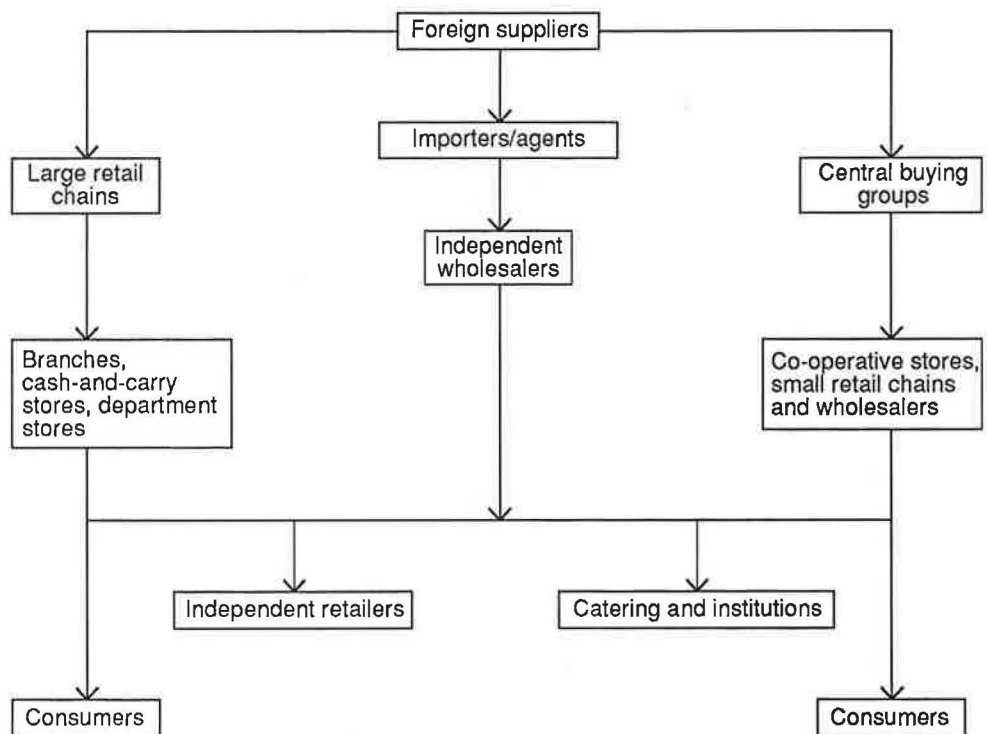 Foreign suppliers
Importers/agents
Large retail
chains
Central buying
groups
Independent
wholesalers
Branches,
cash-and-carry
stores, department
stores
Co-operative stores,
small retail chains
and wholesalers
Independent retailers
Catering and institutions
Consumers
Consumers